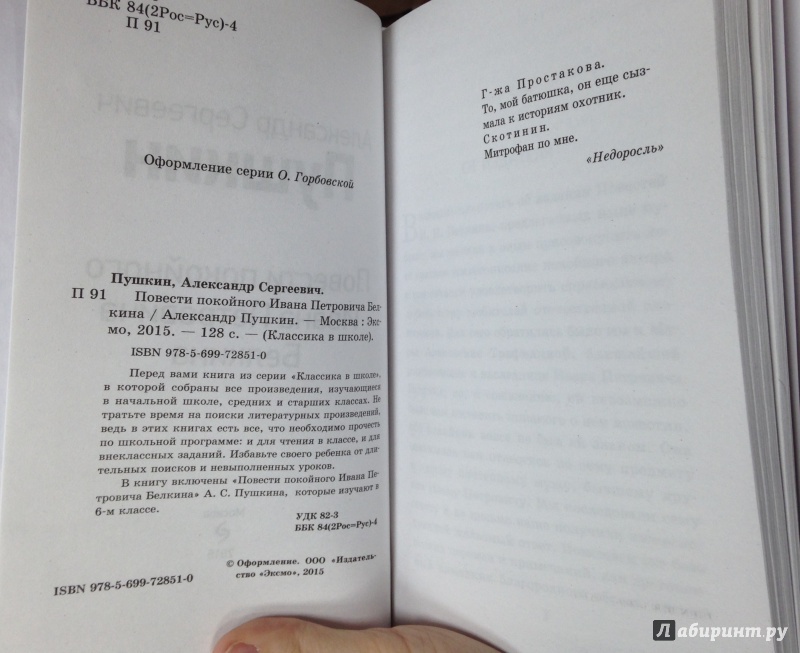 ББК 84(2Рос=Рус)-4
П 91
Оформление серии О. Горбовской
Пушкин, Александр Сергеевич.
П 91 Повести покойного Ивана Петровича Бел-
кина / Александр Пушкин. — Москва : Экс-
мо, 2015. — 128 с. — (Классика в школе).
ISBN 978-5-699-72851-0
Перед вами книга из серии «Классика в школе»,
в которой собраны все произведения, изучающиеся
в начальной школе, средних и старших классах. Не
тратьте время на поиски литературных произведений,
ведь в этих книгах есть все, что необходимо прочесть
по школьной программе: и для чтения в классе, и для
внеклассных заданий. Избавьте своего ребенка от дли-
тельных поисков и невыполненных уроков.
В книгу включены «Повести покойного Ивана Пе-
тровича Белкина» А. С. Пушкина, которые изучают в
6-м классе.
УДК 82-3
ББК 84(2Рос=Рус)-4
© Оформление. ООО «Издатель-
ство «Эксмо», 2015
ISBN 978-5-699-72851-0
Г-жа Простакова.
То, мой батюшка, он еще сыз-
мала к историям охотник.
Скотинин.
Митрофан по мне.
«Недоросль»
Лабиринт.ру